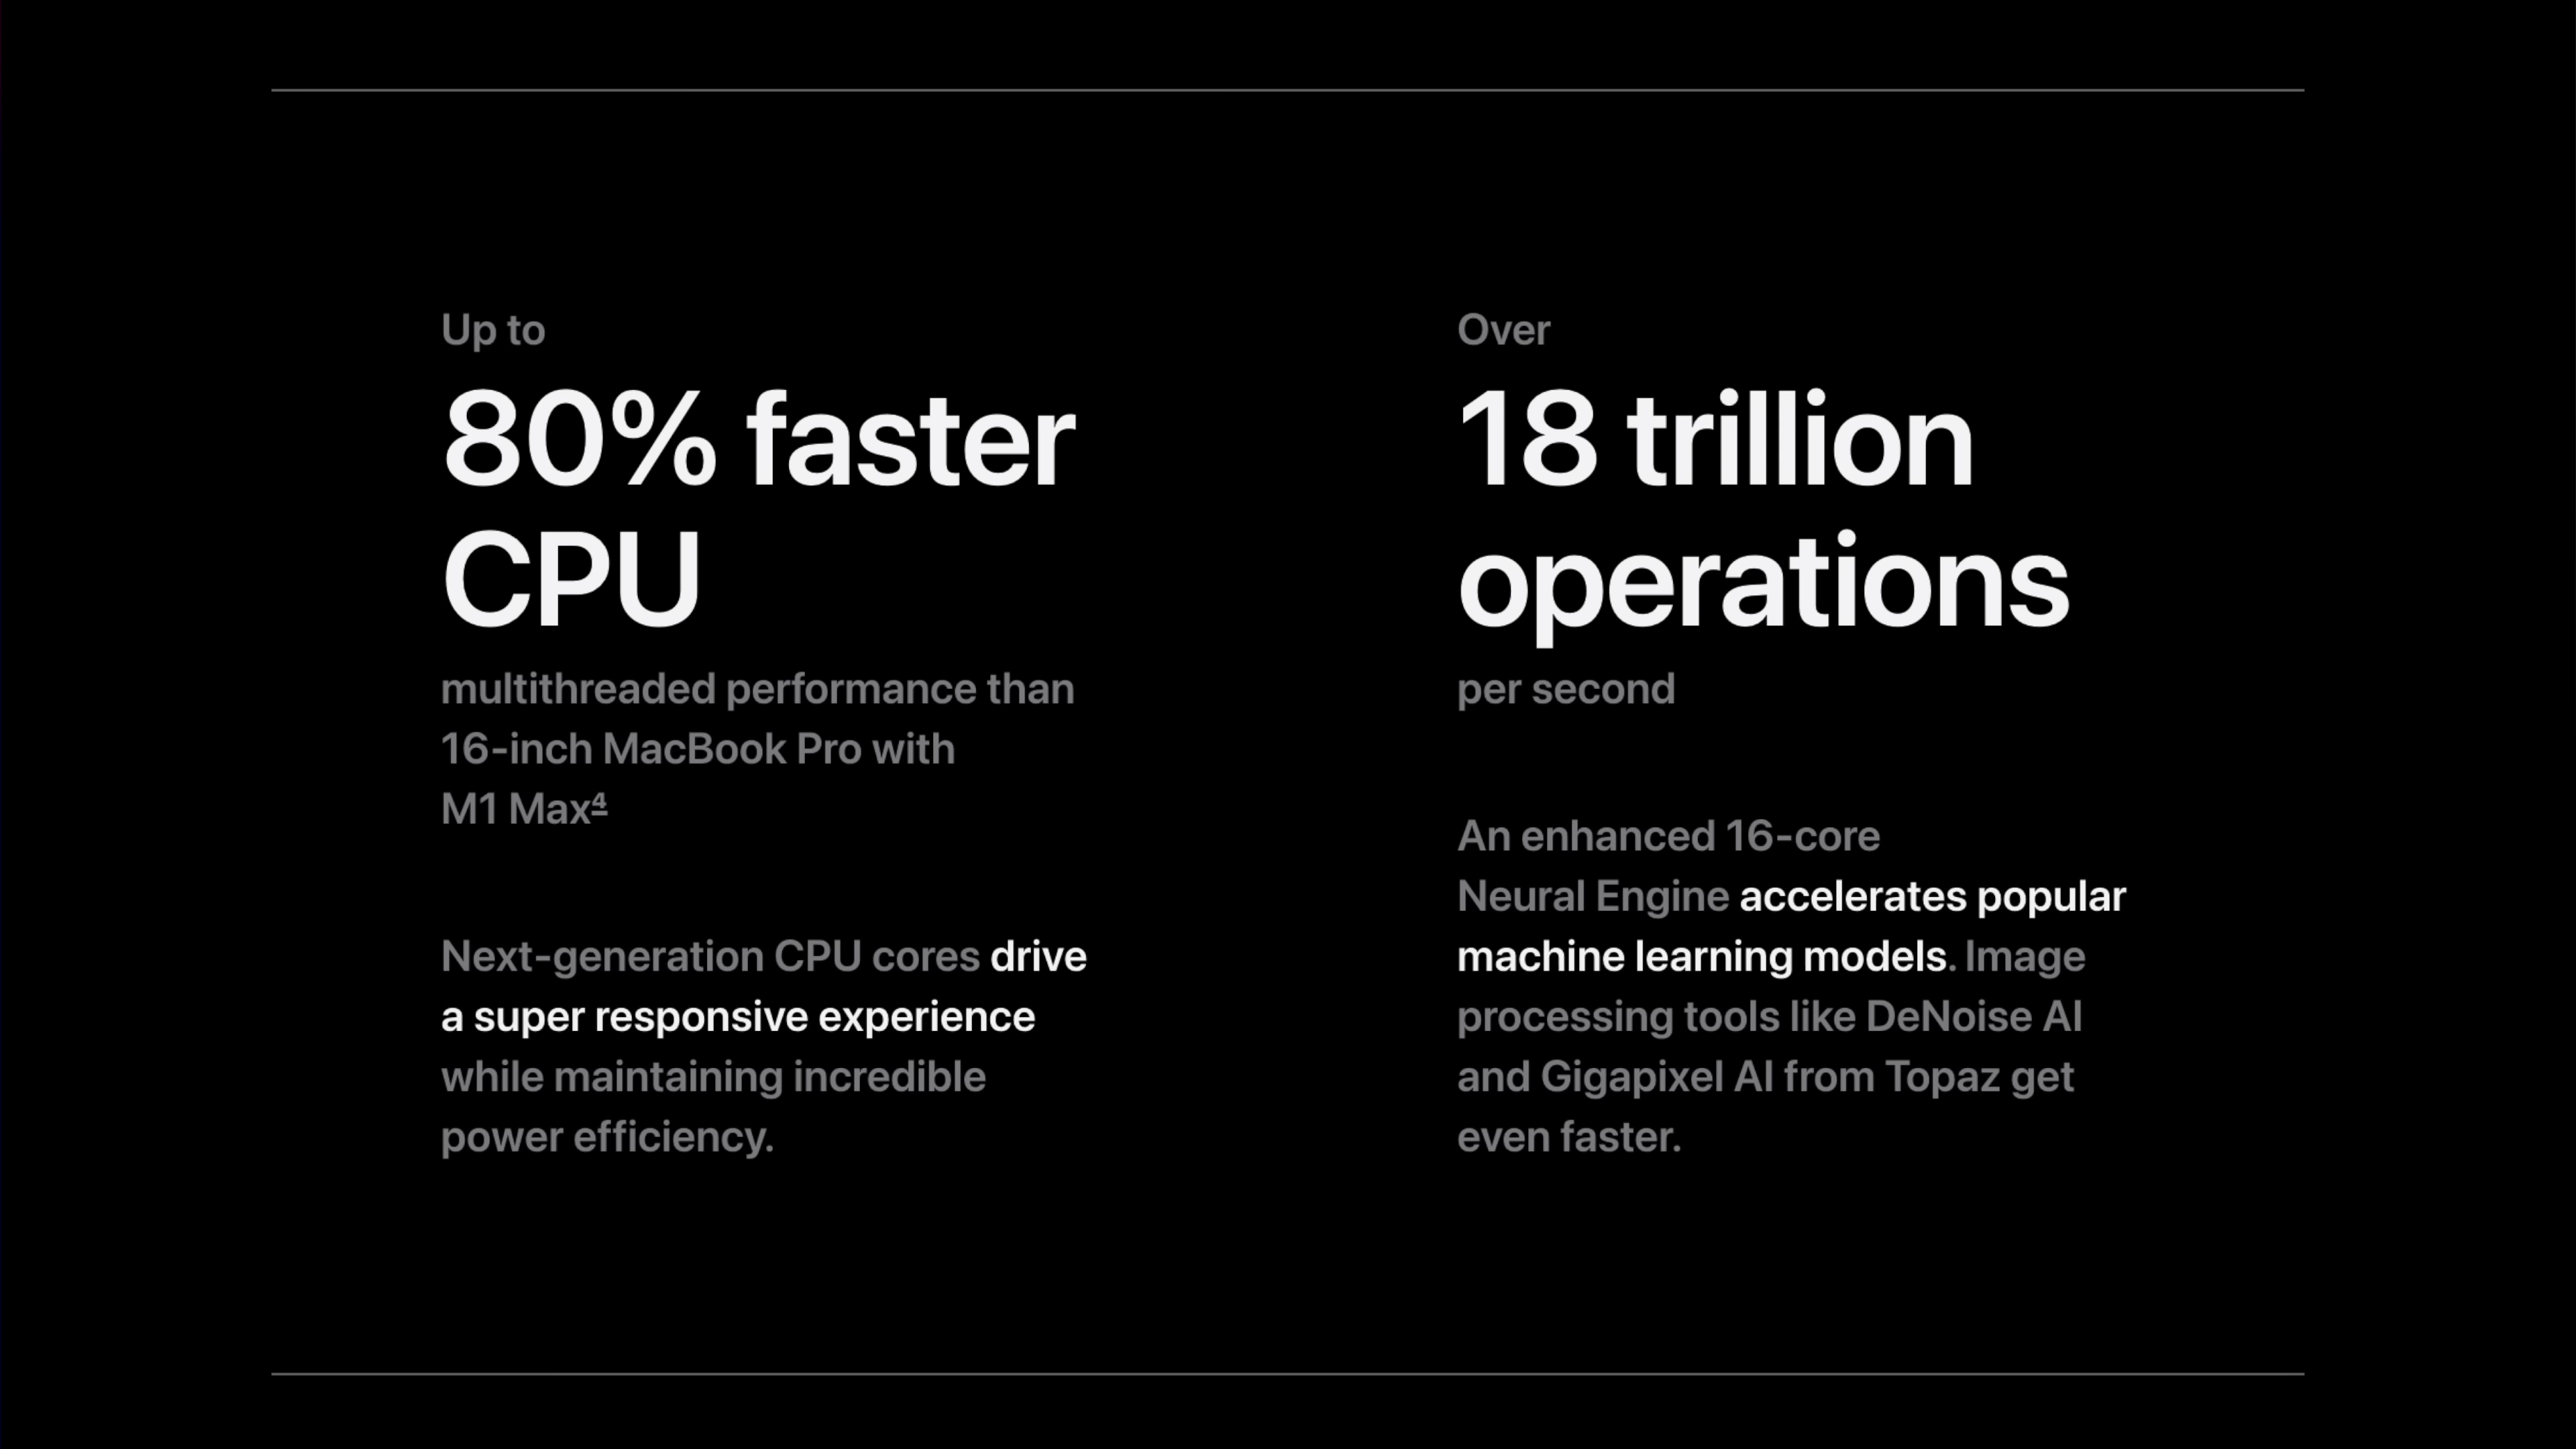 Up to
80% faster
CPU
multithreaded performance than
16-inch MacBook Pro with
M1 Max⁴
Next-generation CPU cores drive
a super responsive experience
while maintaining incredible
power efficiency.
Over
18 trillion
operations
per second
An enhanced 16-core
Neural Engine accelerates popular
machine learning models. Image
processing tools like DeNoise AI
and Gigapixel AI from Topaz get
even faster.